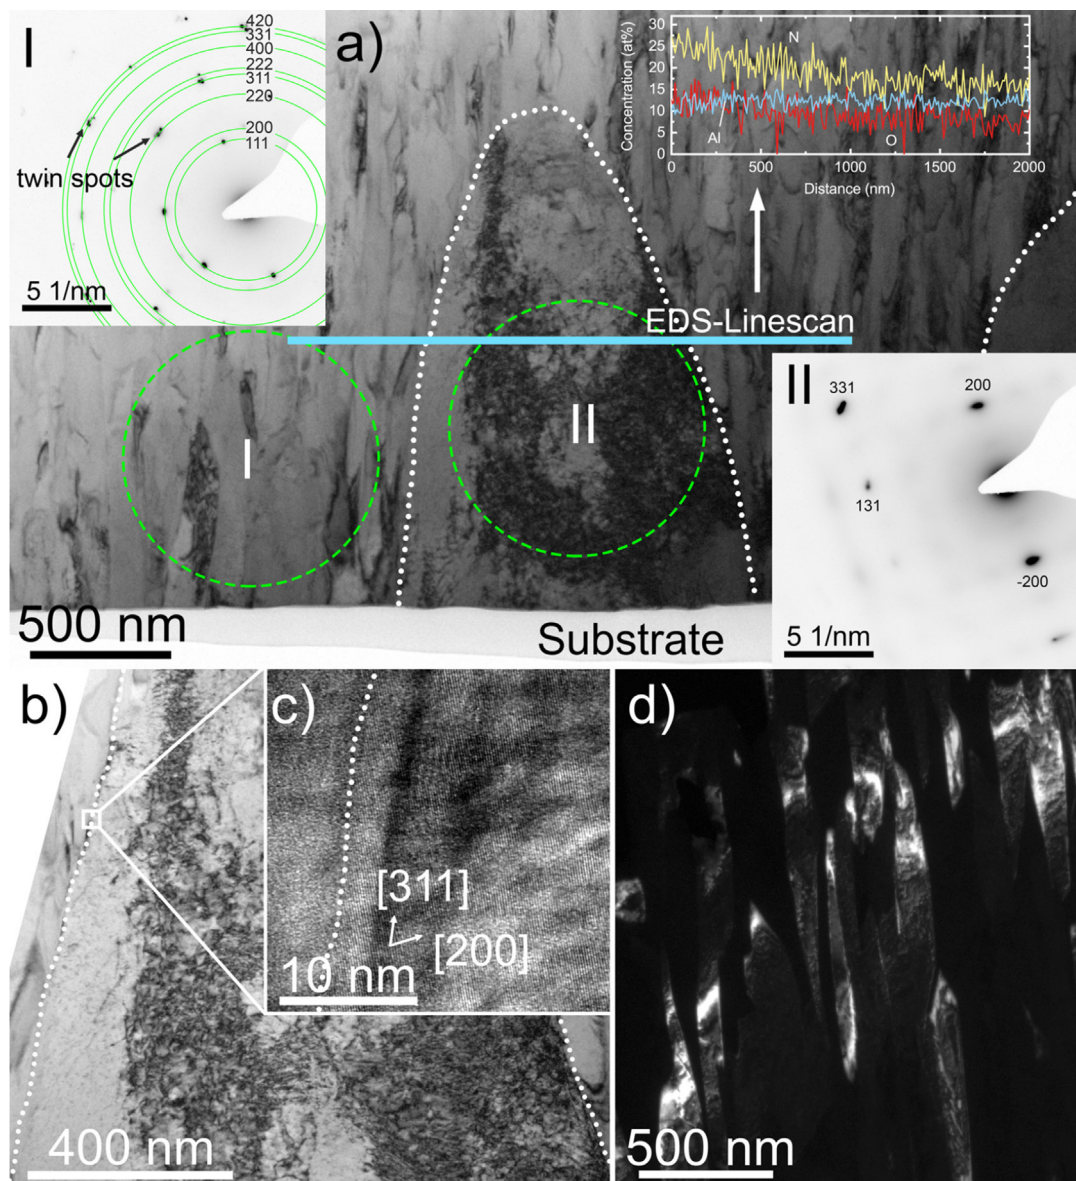 I
420
331
400
222
311
220
200
111
twin spots
5 1/nm
a)
Concentration (at%)
30
25
20
15
10
5
0
N
Al
O
0 500 1000 1500 2000
Distance (nm)
EDS-Linescan
I
II
500 nm
Substrate
II
331
200
131
-200
5 1/nm
b)
400 nm
c)
[311]
[200]
10 nm
d)
500 nm